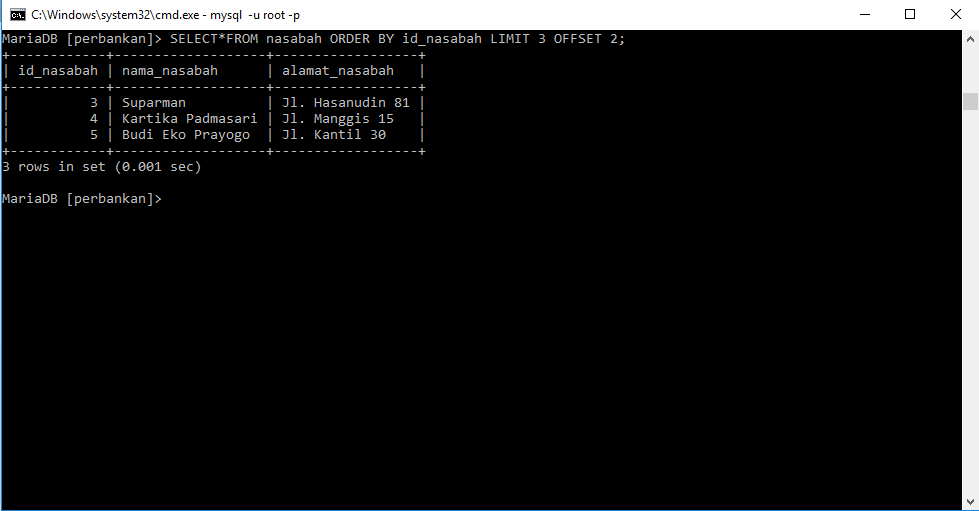 C:\Windows\system32\cmd.exe - mysql  -u root -p
MariaDB [perbankan]> SELECT*FROM nasabah ORDER BY id_nasabah LIMIT 3 OFFSET 2;
+------------+-------------------+------------------+
| id_nasabah | nama_nasabah      | alamat_nasabah   |
+------------+-------------------+------------------+
|          3 | Suparman          | Jl. Hasanudin 81 |
|          4 | Kartika Padmasari | Jl. Manggis 15   |
|          5 | Budi Eko Prayogo  | Jl. Kantil 30    |
+------------+-------------------+------------------+
3 rows in set (0.001 sec)
MariaDB [perbankan]>